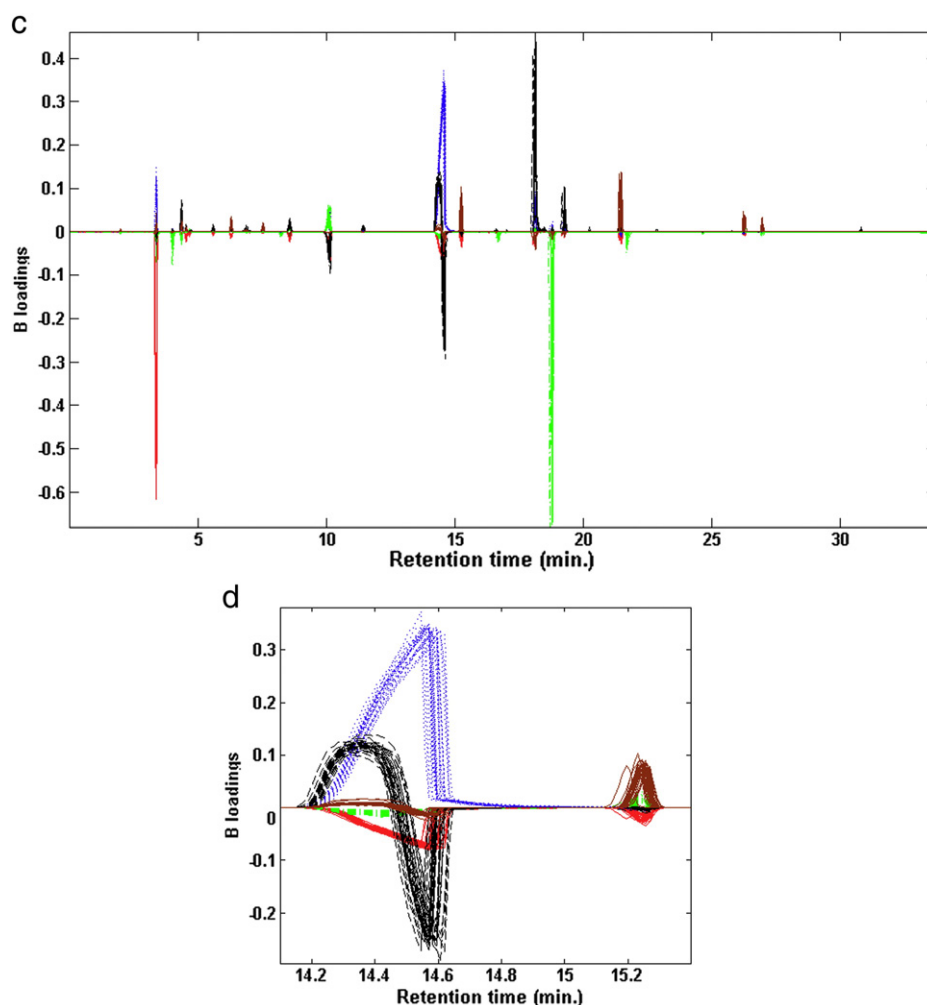 c
0.4
0.3
0.2
0.1
0
-0.1
-0.2
-0.3
-0.4
-0.5
-0.6
B loadings
5 10 15 20 25 30
Retention time (min.)
d
0.3
0.2
0.1
0
-0.1
-0.2
B loadings
14.2 14.4 14.6 14.8 15 15.2
Retention time (min.)